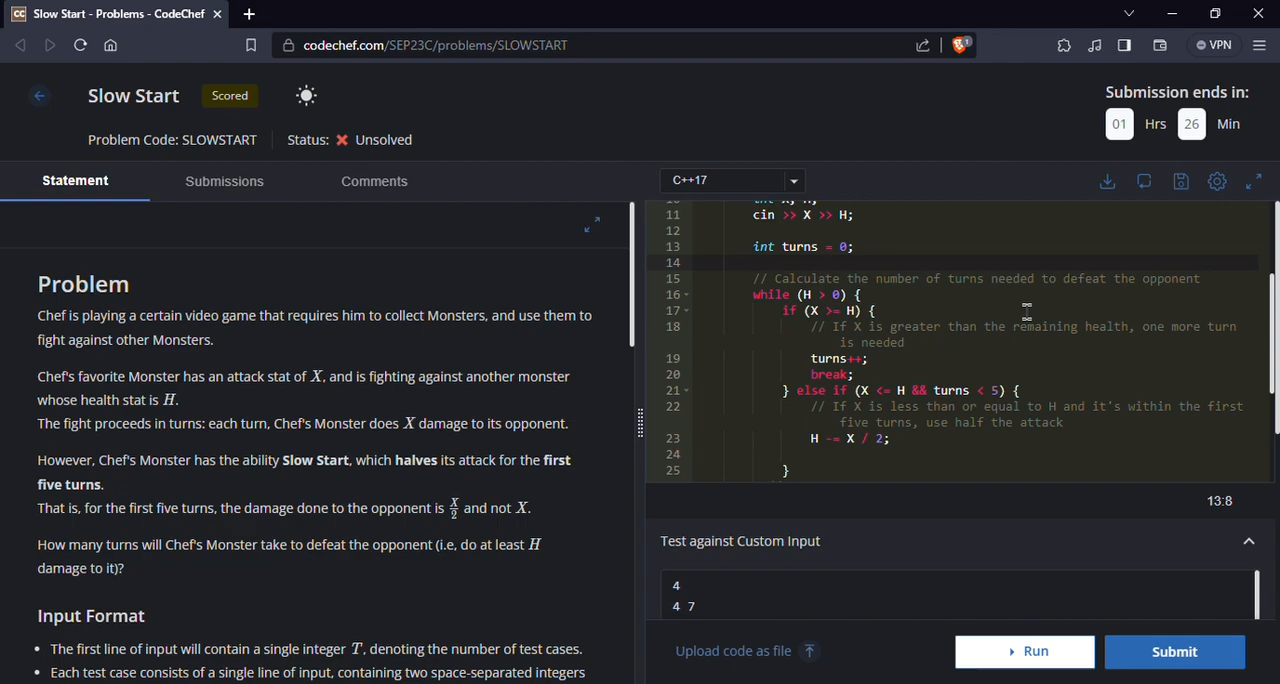 CC Slow Start - Problems - CodeChef
codechef.com/SEP23C/problems/SLOWSTART
1
VPN
Slow Start
Scored
Submission ends in:
01 Hrs 26 Min
Problem Code: SLOWSTART
Status: ❌ Unsolved
Statement
Submissions
Comments
C++17
Problem
Chef is playing a certain video game that requires him to collect Monsters, and use them to
fight against other Monsters.
Chef's favorite Monster has an attack stat of X, and is fighting against another monster
whose health stat is H.
The fight proceeds in turns: each turn, Chef's Monster does X damage to its opponent.
However, Chef's Monster has the ability Slow Start, which halves its attack for the first
five turns.
That is, for the first five turns, the damage done to the opponent is X/2 and not X.
How many turns will Chef's Monster take to defeat the opponent (i.e, do at least H
damage to it)?
Input Format
• The first line of input will contain a single integer T, denoting the number of test cases.
• Each test case consists of a single line of input, containing two space-separated integers
10 int X, H;
11 cin >> X >> H;
12
13 int turns = 0;
14
15 // Calculate the number of turns needed to defeat the opponent
16 while (H > 0) {
17 if (X >= H) {
18 // If X is greater than the remaining health, one more turn
is needed
19 turns++;
20 break;
21 } else if (X <= H && turns < 5) {
22 // If X is less than or equal to H and it's within the first
five turns, use half the attack
23 H -= X / 2;
24
25 }
13:8
Test against Custom Input
4
4 7
Upload code as file
Run
Submit